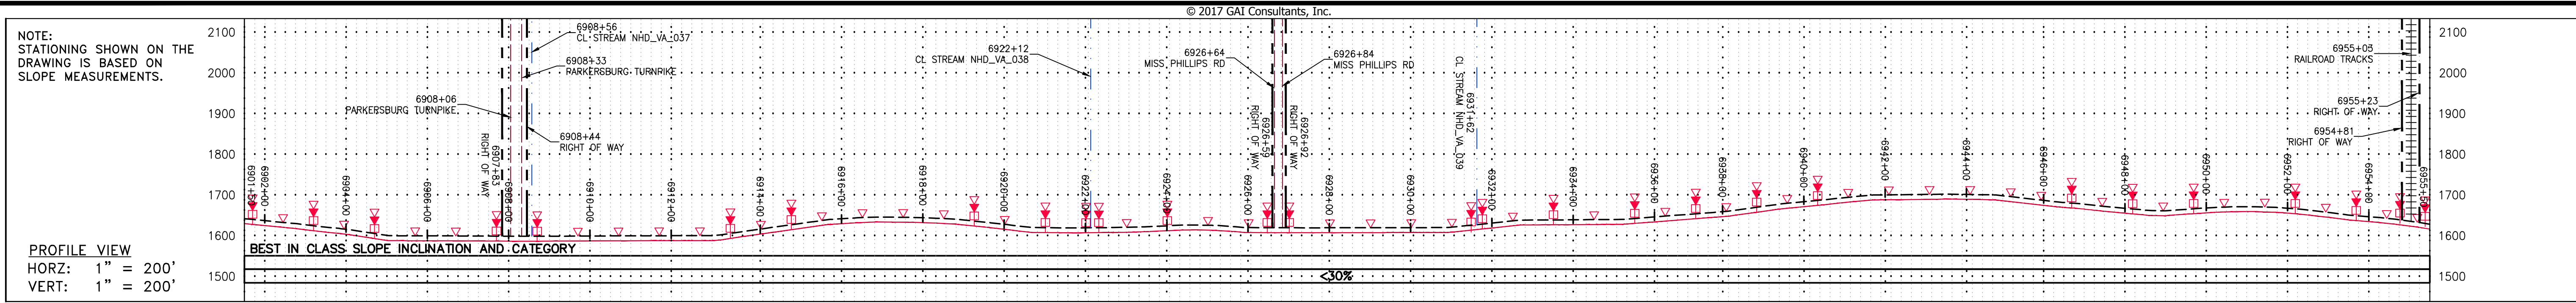 © 2017 GAI Consultants, Inc.
NOTE:
STATIONING SHOWN ON THE
DRAWING IS BASED ON
SLOPE MEASUREMENTS.
PROFILE VIEW
HORZ: 1" = 200'
VERT: 1" = 200'
2100
2000
1900
1800
1700
1600
1500
6908+56
CL STREAM NHD_VA_037
6908+33
PARKERSBURG TURNPIKE
6908+06
PARKERSBURG TURNPIKE
6908+44
RIGHT OF WAY
6907+83
RIGHT OF WAY
6922+12
CL STREAM NHD_VA_038
6926+64
MISS PHILLIPS RD
6926+84
MISS PHILLIPS RD
6926+59
RIGHT OF WAY
6926+92
RIGHT OF WAY
6931+62
CL STREAM NHD_VA_039
6955+05
RAILROAD TRACKS
6955+23
RIGHT OF WAY
6954+81
RIGHT OF WAY
6902+00
6904+00
6906+00
6908+00
6910+00
6912+00
6914+00
6916+00
6918+00
6920+00
6922+00
6924+00
6926+00
6928+00
6930+00
6932+00
6934+00
6936+00
6938+00
6940+00
6942+00
6944+00
6946+00
6948+00
6950+00
6952+00
6954+00
BEST IN CLASS SLOPE INCLINATION AND CATEGORY
<30%
2100
2000
1900
1800
1700
1600
1500